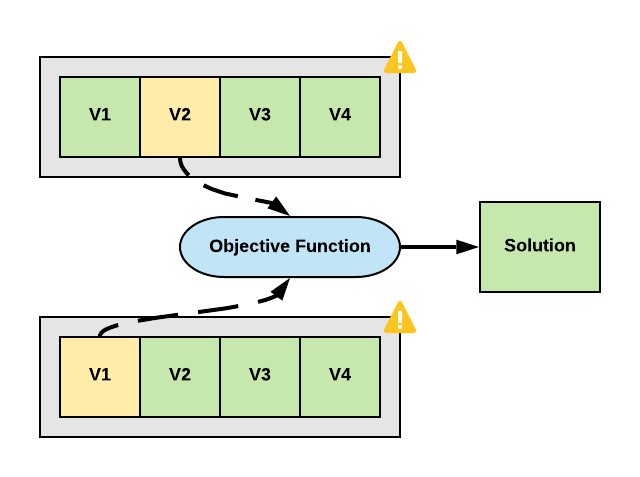 V1 V2 V3 V4
Objective Function
Solution
V1 V2 V3 V4